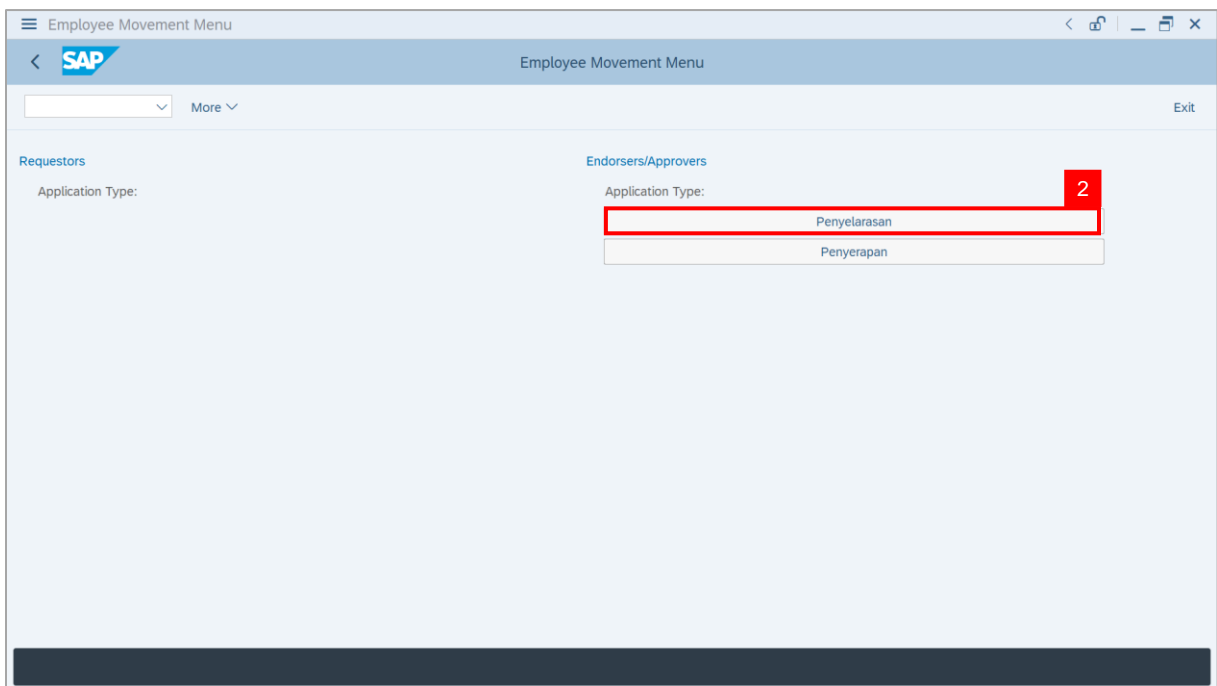 Employee Movement Menu
SAP
Employee Movement Menu
More
Exit
Requestors
Application Type:
Endorsers/Approvers
Application Type:
2
Penyelarasan
Penyerapan